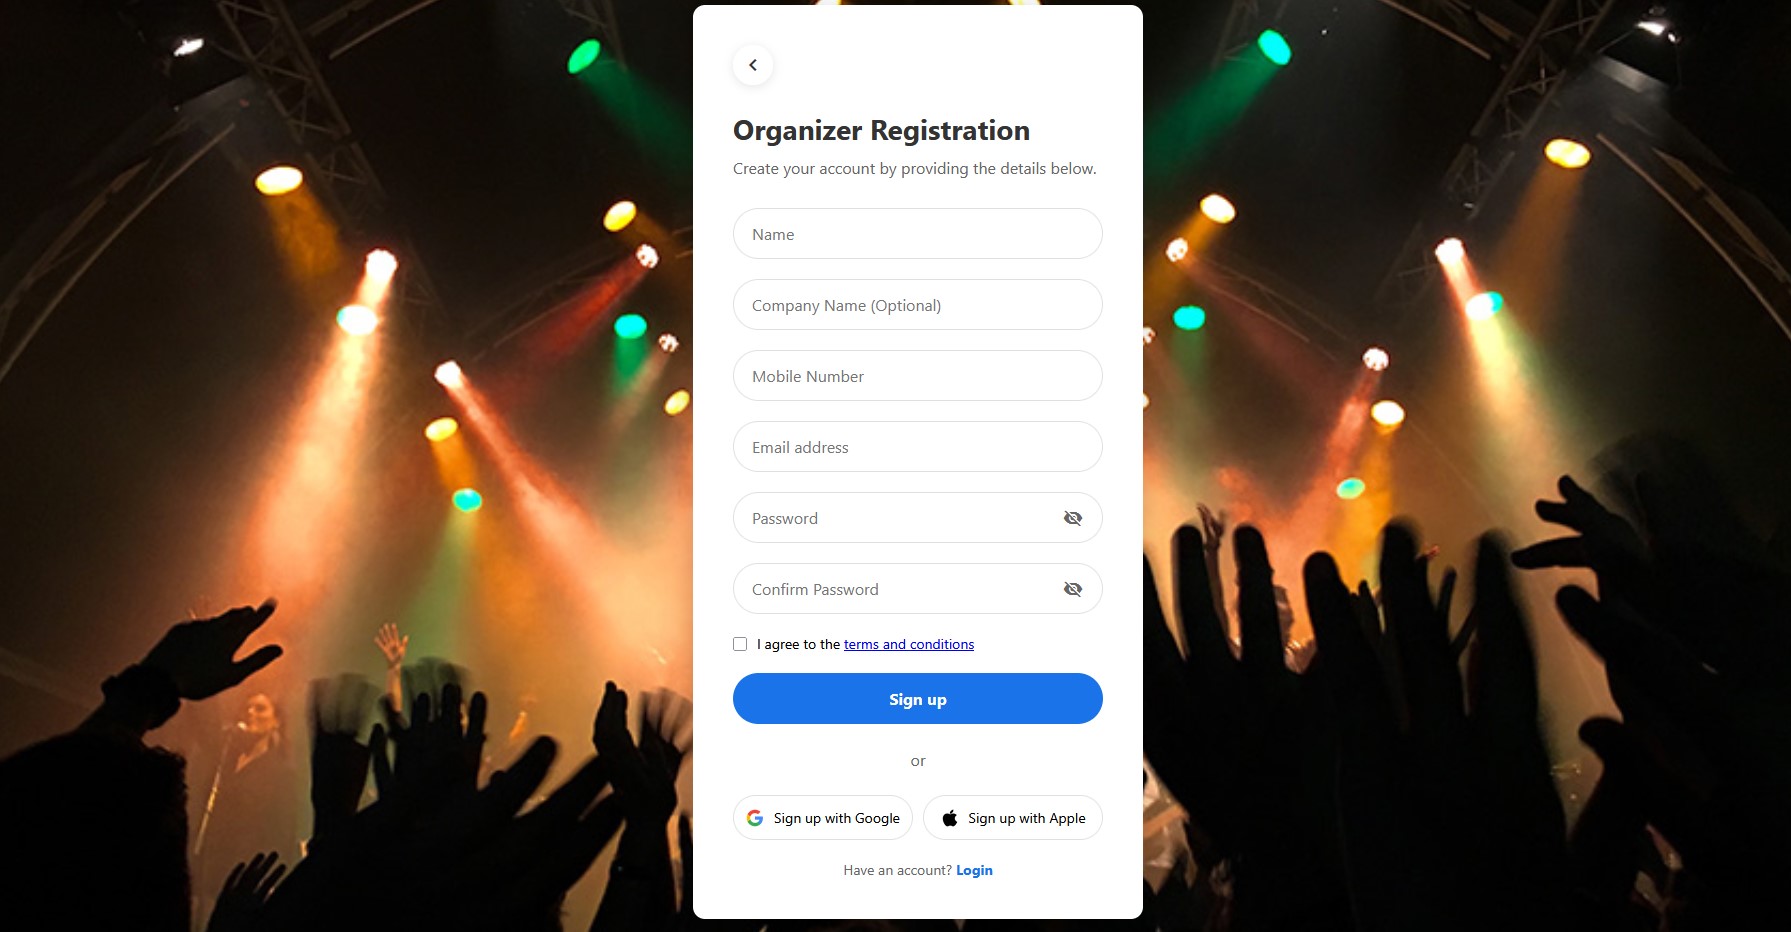 Organizer Registration
Create your account by providing the details below.
Name
Company Name (Optional)
Mobile Number
Email address
Password
Confirm Password
I agree to the terms and conditions
Sign up
or
Sign up with Google
Sign up with Apple
Have an account? Login